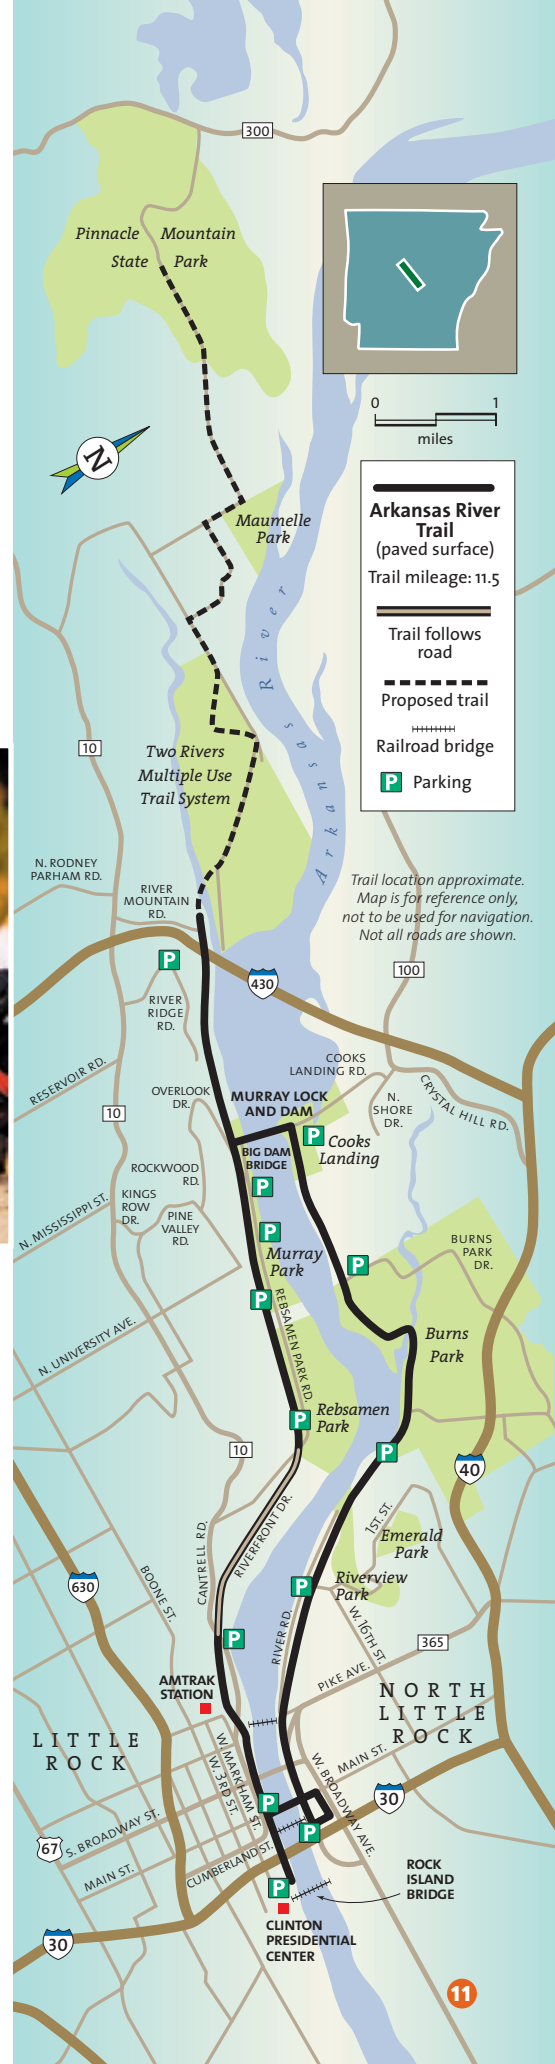 300
Pinnacle Mountain
State Park
0 1
miles
N
Arkansas River
Trail
(paved surface)
Trail mileage: 11.5
Trail follows
road
Proposed trail
Railroad bridge
P Parking
Maumelle
Park
Arkansas River
10
Two Rivers
Multiple Use
Trail System
N. RODNEY
PARHAM RD.
RIVER
MOUNTAIN
RD.
Trail location approximate.
Map is for reference only,
not to be used for navigation.
Not all roads are shown.
P
430
100
RIVER
RIDGE
RD.
RESERVOIR RD.
COOKS
LANDING RD.
CRYSTAL HILL RD.
N.
SHORE
DR.
OVERLOOK
DR.
10
MURRAY LOCK
AND DAM
P
Cooks
Landing
BIG DAM
BRIDGE
P
ROCKWOOD
RD.
KINGS
ROW
DR.
PINE
VALLEY
RD.
N. MISSISSIPPI ST.
P
Murray
Park
P
BURNS
PARK
DR.
P
REBSAMEN PARK RD.
N. UNIVERSITY AVE.
Burns
Park
P
Rebsamen
Park
10
P
40
CANTRELL RD.
RIVERFRONT DR.
1ST. ST.
Emerald
Park
630
BOONE ST.
P
Riverview
Park
W. 16TH ST.
P
RIVER RD.
365
PIKE AVE.
AMTRAK
STATION
NORTH
LITTLE
ROCK
LITTLE
ROCK
W. MARKHAM ST.
W. 3RD ST.
W. BROADWAY AVE.
MAIN ST.
30
P
P
67
S. BROADWAY ST.
MAIN ST.
CUMBERLAND ST.
ROCK
ISLAND
BRIDGE
P
CLINTON
PRESIDENTIAL
CENTER
30
11